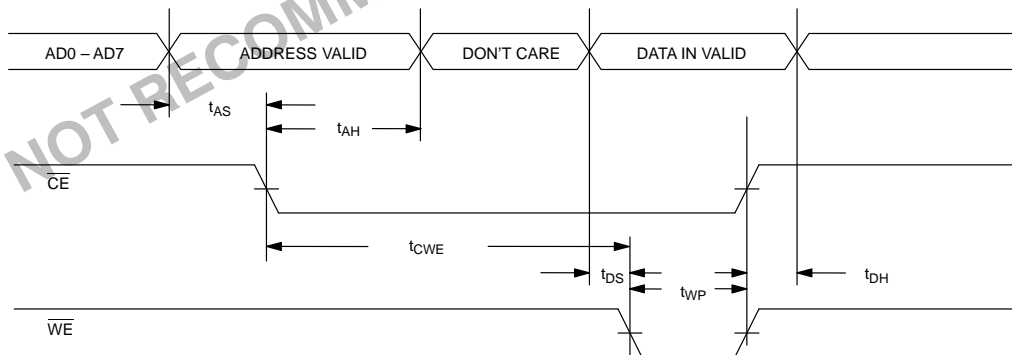 AD0 – AD7 ADDRESS VALID DON'T CARE DATA IN VALID
tAS
tAH
NOT RECOMM
CE
tCWE
tDS
tDH
tWP
WE